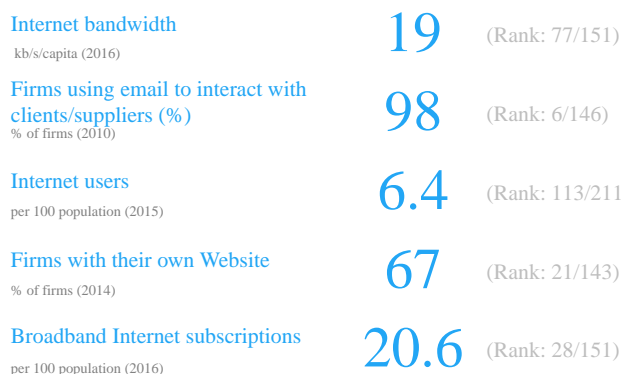 Internet bandwidth
19
(Rank: 77/151)
kb/s/capita (2016)
Firms using email to interact with
clients/suppliers (%)
98
(Rank: 6/146)
% of firms (2010)
Internet users
6.4
(Rank: 113/211
per 100 population (2015)
Firms with their own Website
67
(Rank: 21/143)
% of firms (2014)
Broadband Internet subscriptions
20.6
(Rank: 28/151)
per 100 population (2016)